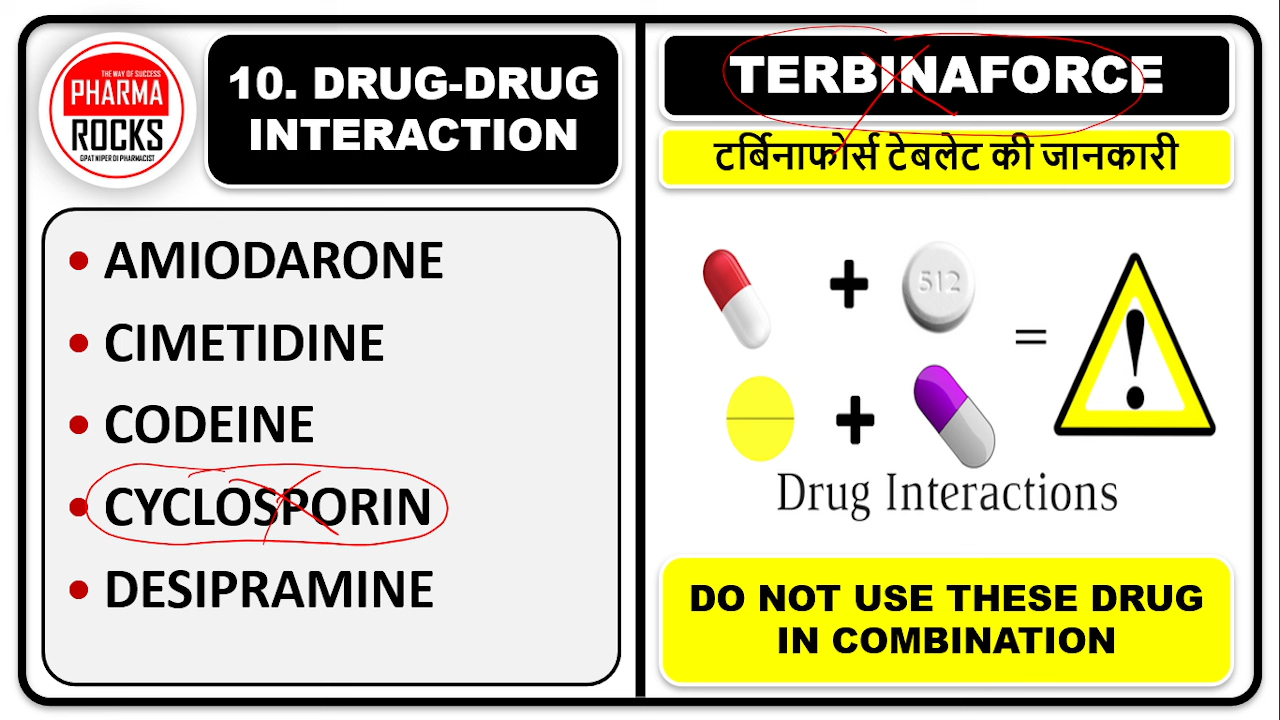 THE WAY OF SUCCESS
PHARMA
ROCKS
GPAT NIPER DI PHARMACIST
10. DRUG-DRUG
INTERACTION
• AMIODARONE
• CIMETIDINE
• CODEINE
• CYCLOSPORIN
• DESIPRAMINE
TERBINAFORCE
टर्बिनाफोर्स टेबलेट की जानकारी
+ 512
=
+
Drug Interactions
DO NOT USE THESE DRUG
IN COMBINATION